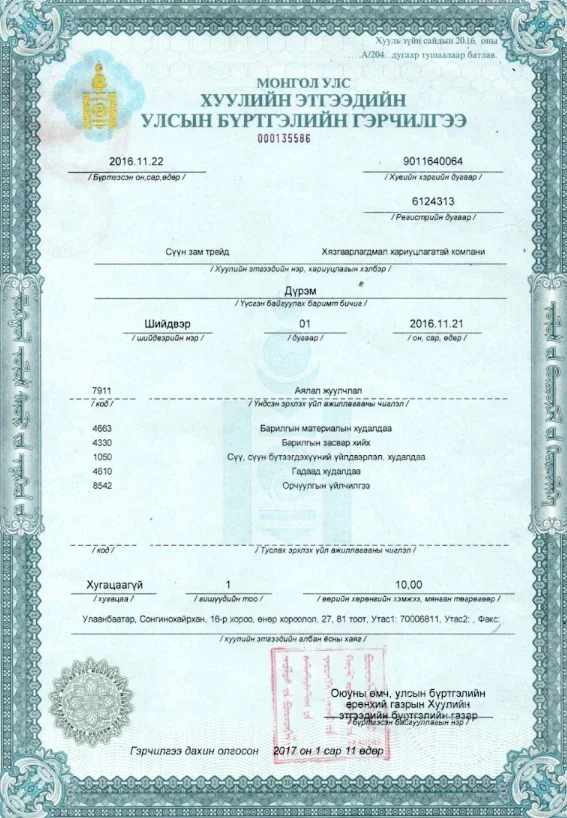 Хууль зүйн сайдын 2016. оны
А/204. дугаар тушаалаар батлав.
МОНГОЛ УЛС
ХУУЛИЙН ЭТГЭЭДИЙН
УЛСЫН БҮРТГЭЛИЙН ГЭРЧИЛГЭЭ
000135586
2016.11.22 9011640064
/ Бүртгэсэн он,сар,өдөр / / Хувийн хэргийн дугаар /
6124313
/ Регистрийн дугаар /
Сүүн зам трейд Хязгаарлагдмал хариуцлагатай компани
/ Хуулийн этгээдийн нэр, хариуцлагын хэлбэр /
Дүрэм
/ Үүсгэн байгуулах баримт бичиг /
Шийдвэр 01 2016.11.21
/ шийдвэрийн нэр / / дугаар / / он, сар, өдөр /
7911 Аялал жуулчлал
/ код / / Үндсэн эрхлэх үйл ажиллагааны чиглэл /
4663 Барилгын материалын худалдаа
4330 Барилгын засвар хийх
1050 Сүү, сүүн бүтээгдэхүүний үйлдвэрлэл, худалдаа
4610 Гадаад худалдаа
8542 Орчуулгын үйлчилгээ
/ код / / Туслах эрхлэх үйл ажиллагааны чиглэл /
Хугацаагүй 1 10,00
/ хугацаа / / гишүүдийн тоо / / өөрийн хөрөнгийн хэмжээ, мянган төгрөгөөр /
Улаанбаатар, Сонгинохайрхан, 16-р хороо, өнөр хороолол, 27, 81 тоот, Утас1: 70006811, Утас2: , Факс:
/ хуулийн этгээдийн албан ёсны хаяг /
Оюуны өмч, улсын бүртгэлийн
ерөнхий газрын Хуулийн
этгээдийн бүртгэлийн газар
/ бүртгэсэн байгууллагын нэр /
Гэрчилгээ дахин олгосон 2017 он 1 сар 11 өдөр